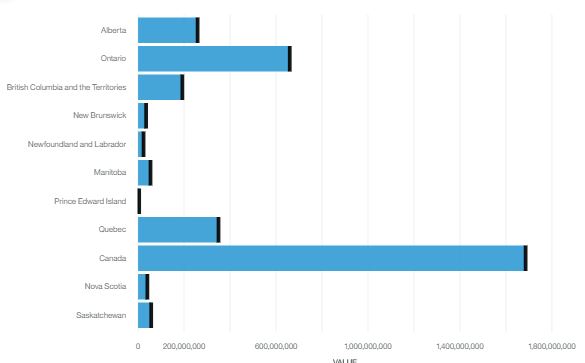 Alberta
Ontario
British Columbia and the Territories
New Brunswick
Newfoundland and Labrador
Manitoba
Prince Edward Island
Quebec
Canada
Nova Scotia
Saskatchewan
0 200,000,000 600,000,000 1,000,000,000 1,400,000,000 1,800,000,000
VALUE